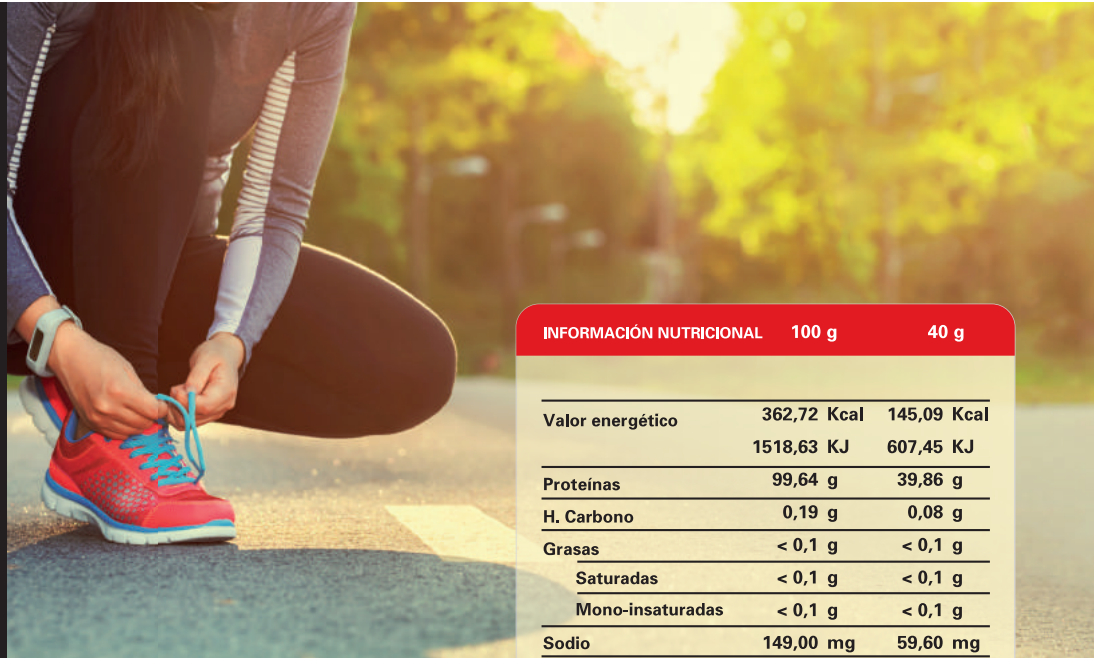 INFORMACIÓN NUTRICIONAL 100 g 40 g
Valor energético 362,72 Kcal 145,09 Kcal
1518,63 KJ 607,45 KJ
Proteínas 99,64 g 39,86 g
H. Carbono 0,19 g 0,08 g
Grasas < 0,1 g < 0,1 g
Saturadas < 0,1 g < 0,1 g
Mono-insaturadas < 0,1 g < 0,1 g
Sodio 149,00 mg 59,60 mg